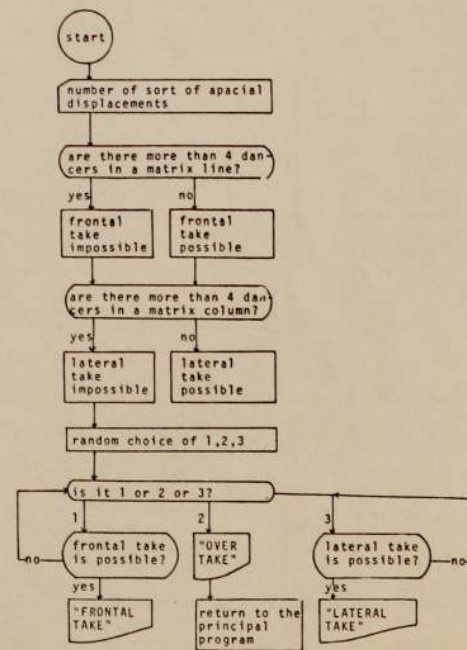 start
number of sort of apacial
displacements
are there more than 4 dan-
cers in a matrix line?
yes
no
frontal
take
impossible
frontal
take
possible
are there more than 4 dan-
cers in a matrix column?
yes
no
lateral
take
impossible
lateral
take
possible
random choice of 1,2,3
is it 1 or 2 or 3?
1
2
3
no
frontal take
is possible?
"OVER
TAKE"
lateral take
is possible?
no
yes
yes
"FRONTAL
TAKE"
return to the
principal
program
"LATERAL
TAKE"